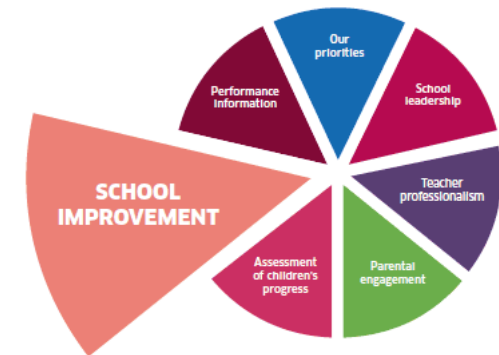 Our
priorities
School
leadership
Teacher
professionalism
Parental
engagement
Assessment
of children's
progress
SCHOOL
IMPROVEMENT
Performance
information